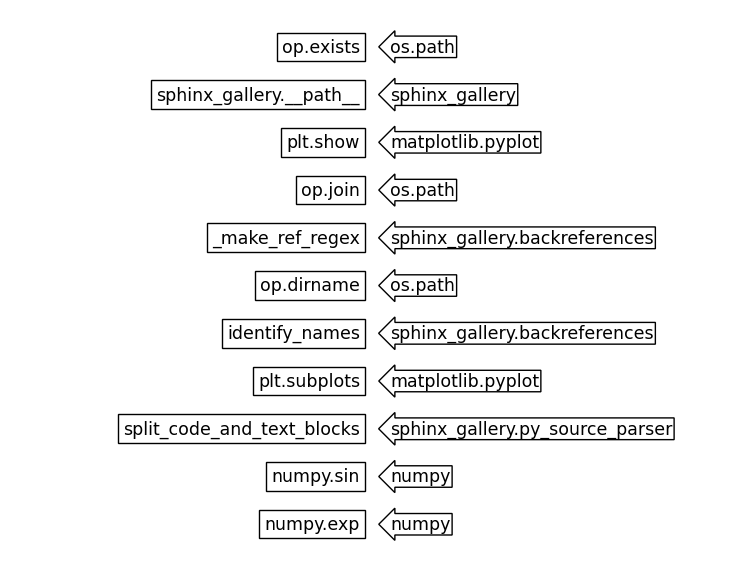 op.exists os.path
sphinx_gallery.__path__ sphinx_gallery
plt.show matplotlib.pyplot
op.join os.path
_make_ref_regex sphinx_gallery.backreferences
op.dirname os.path
identify_names sphinx_gallery.backreferences
plt.subplots matplotlib.pyplot
split_code_and_text_blocks sphinx_gallery.py_source_parser
numpy.sin numpy
numpy.exp numpy